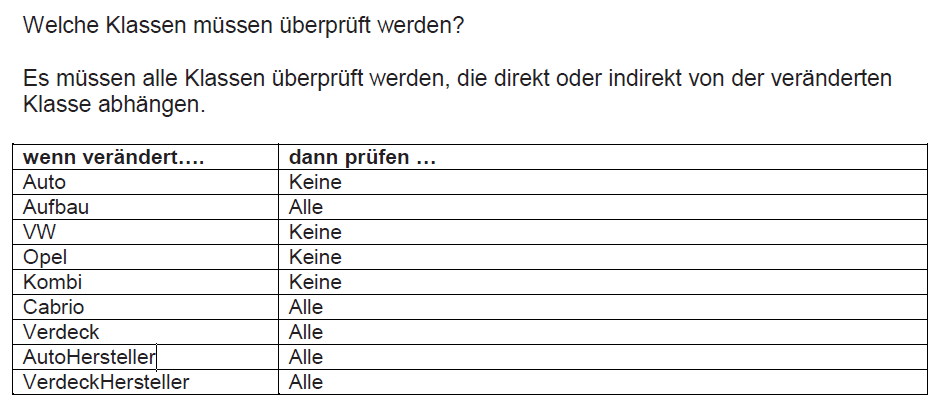 Welche Klassen müssen überprüft werden?
Es müssen alle Klassen überprüft werden, die direkt oder indirekt von der veränderten
Klasse abhängen.
wenn verändert…. dann prüfen …
Auto Keine
Aufbau Alle
VW Keine
Opel Keine
Kombi Keine
Cabrio Alle
Verdeck Alle
AutoHersteller Alle
VerdeckHersteller Alle